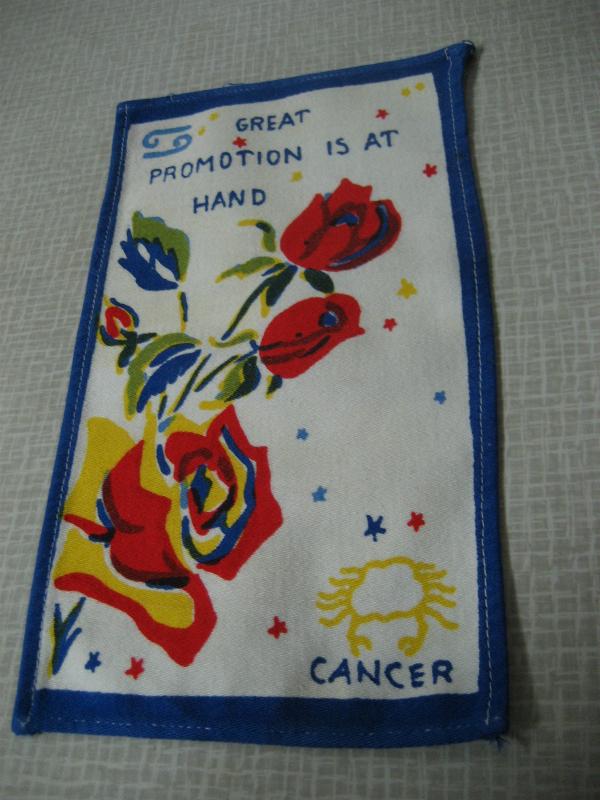 GREAT
PROMOTION IS AT
HAND
CANCER